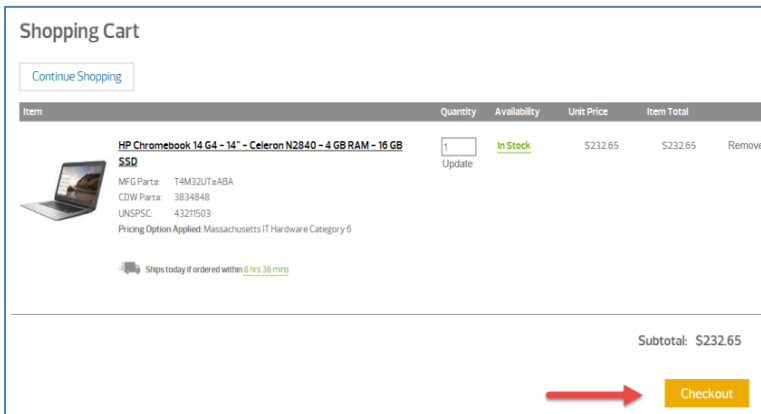 Shopping Cart
Continue Shopping
Item Quantity Availability Unit Price Item Total
HP Chromebook 14 G4 – 14" – Celeron N2840 – 4 GB RAM – 16 GB 1 In Stock $232.65 $232.65 Remove
SSD Update
MFG Part#: T4M32UT#ABA
CDW Part#: 3834848
UNSPSC: 43211503
Pricing Option Applied: Massachusetts IT Hardware Category 6
Ships today if ordered within 8 hrs 36 mins
Subtotal: $232.65
Checkout